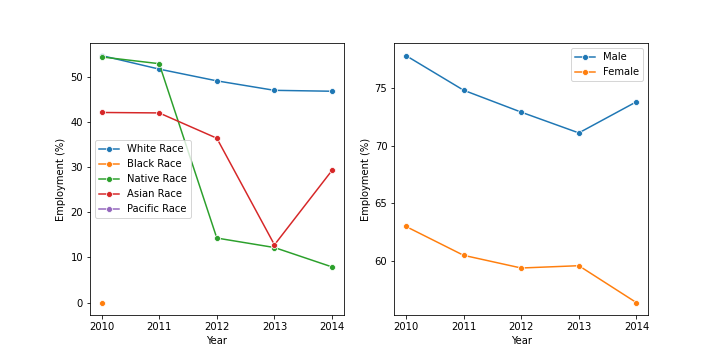 50
40
30
20
10
0
Employment (%)
White Race
Black Race
Native Race
Asian Race
Pacific Race
2010 2011 2012 2013 2014
Year
75
70
65
60
Employment (%)
Male
Female
2010 2011 2012 2013 2014
Year